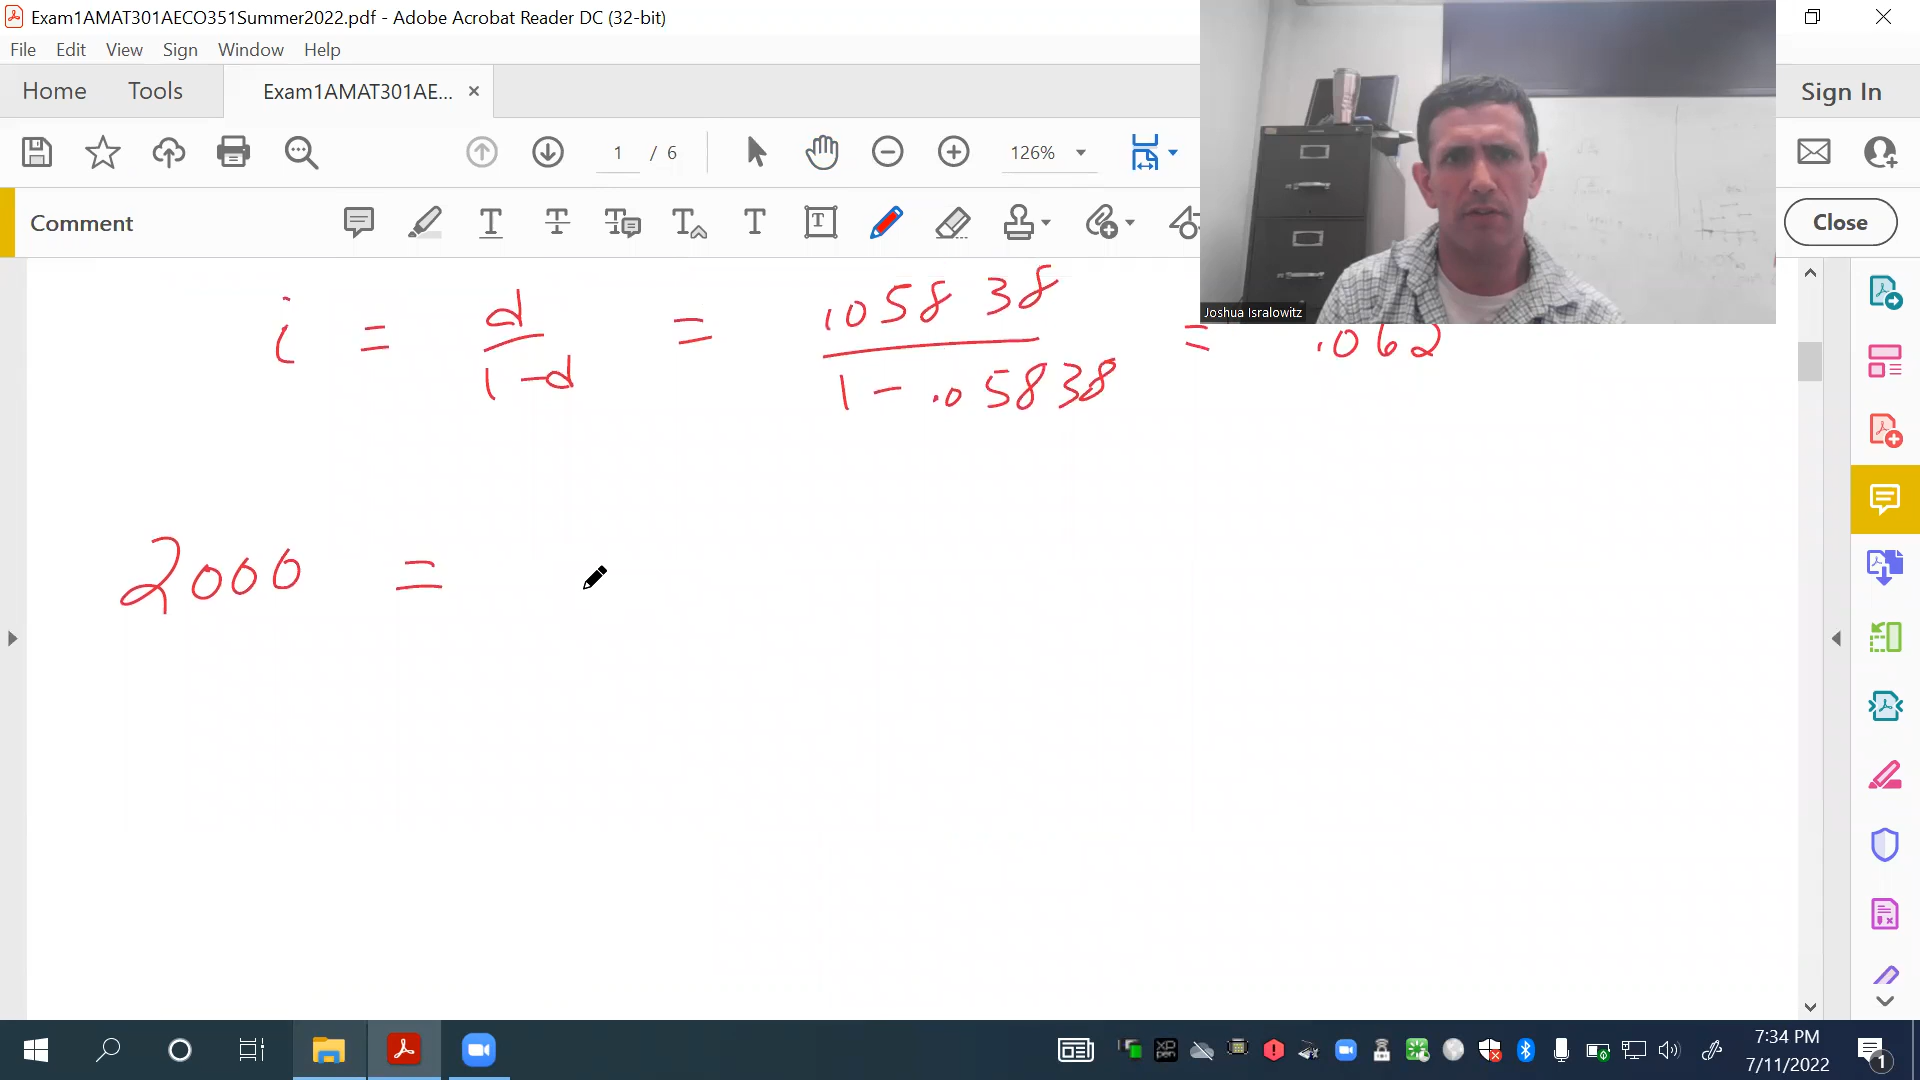 Exam1AMAT301AECO351Summer2022.pdf - Adobe Acrobat Reader DC (32-bit)
File Edit View Sign Window Help
Home Tools Exam1AMAT301AE... × Sign In
1 / 6 126%
Comment Close
Joshua Isralowitz
i = d/(1-d) = .05838/(1 - .05838) = .062
2000 =
7:34 PM
7/11/2022
1